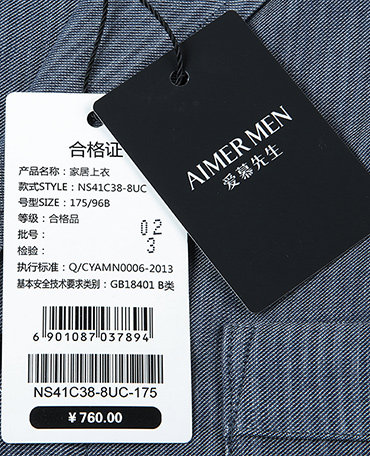 合格证
产品名称：家居上衣
款式STYLE：NS41C38-8UC
号型SIZE：175/96B
等级：合格品
批号： 02
检验： 3
执行标准：Q/CYAMN0006-2013
基本安全技术要求类别：GB18401 B类
6 901087 037894
NS41C38-8UC-175
¥760.00
AIMER MEN
爱慕先生